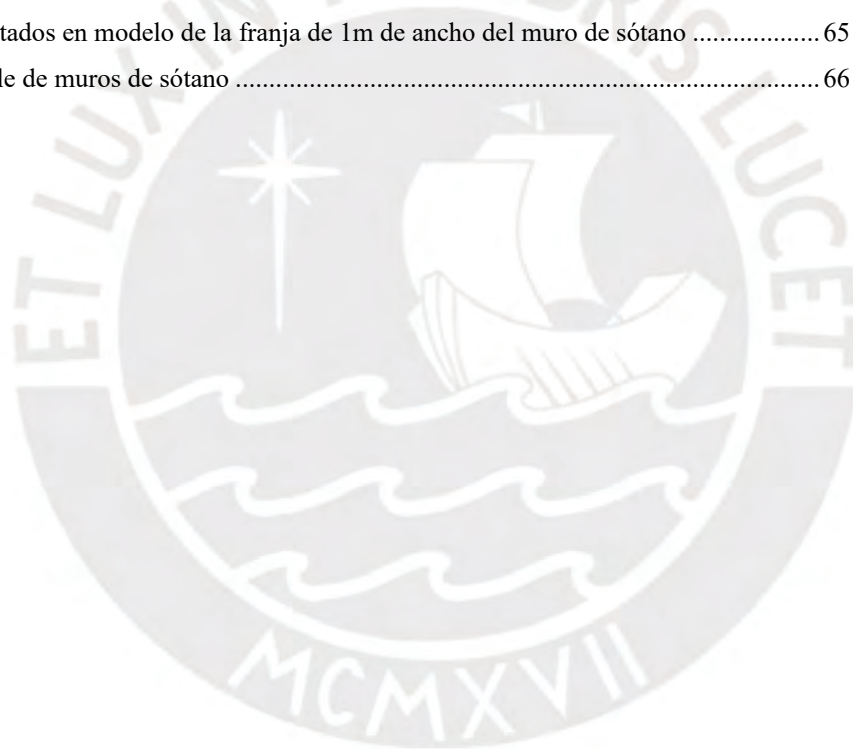 tados en modelo de la franja de 1m de ancho del muro de sótano .................. 65
le de muros de sótano ....................................................................................... 66
ET LUX IN TENEBRIS LUCET
MCMXVII